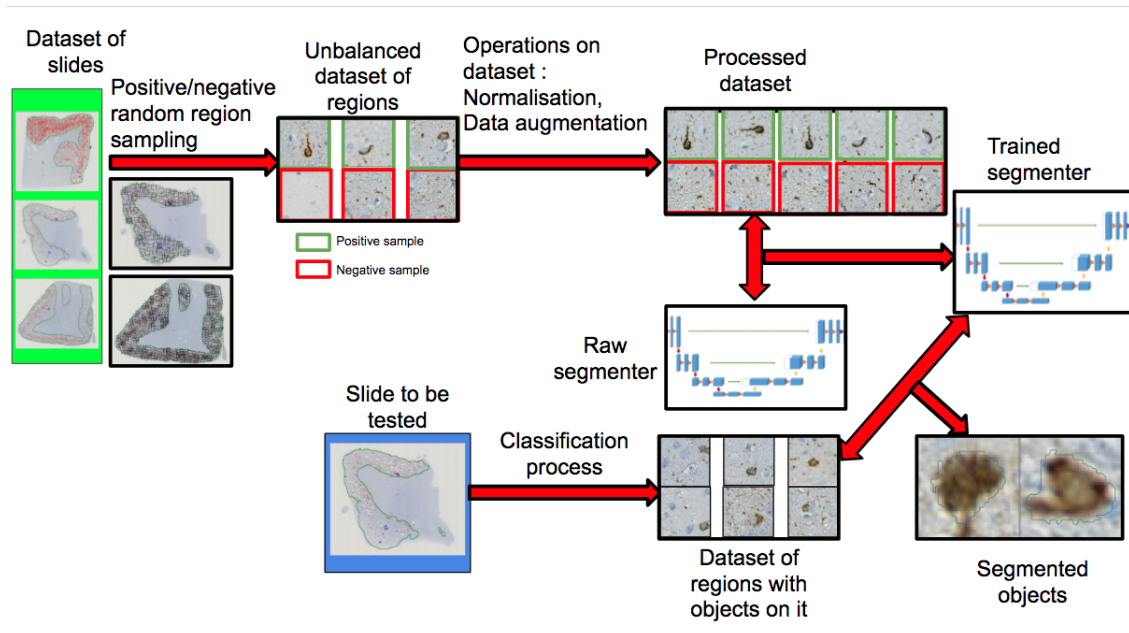 Dataset of
slides
Positive/negative
random region
sampling
Unbalanced
dataset of
regions
Operations on
dataset :
Normalisation,
Data augmentation
Processed
dataset
Positive sample
Negative sample
Trained
segmenter
Raw
segmenter
Slide to be
tested
Classification
process
Dataset of
regions with
objects on it
Segmented
objects